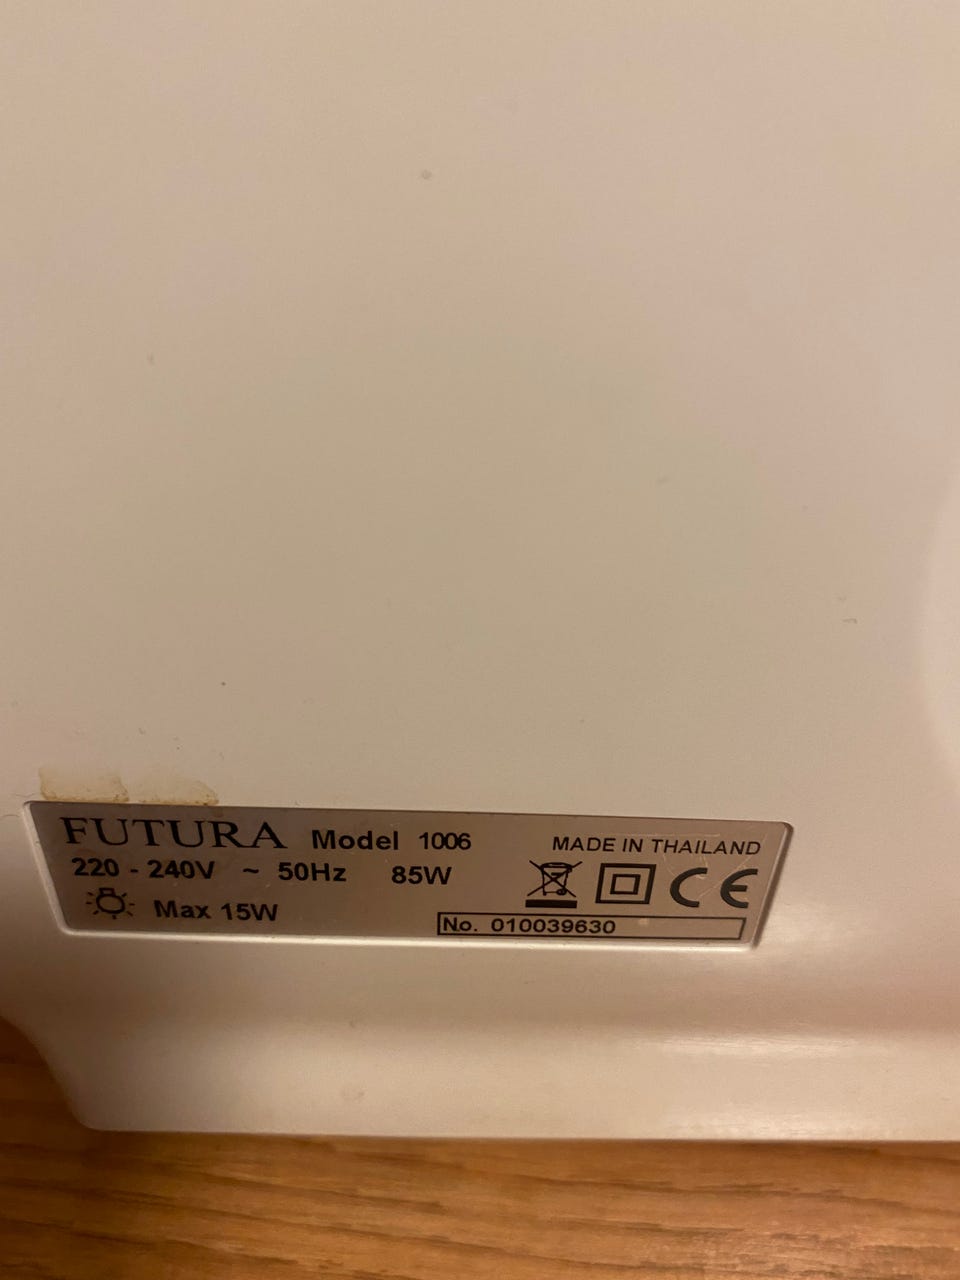 FUTURA Model 1006 MADE IN THAILAND
220 - 240V ~ 50Hz 85W CE
Max 15W
No. 010039630